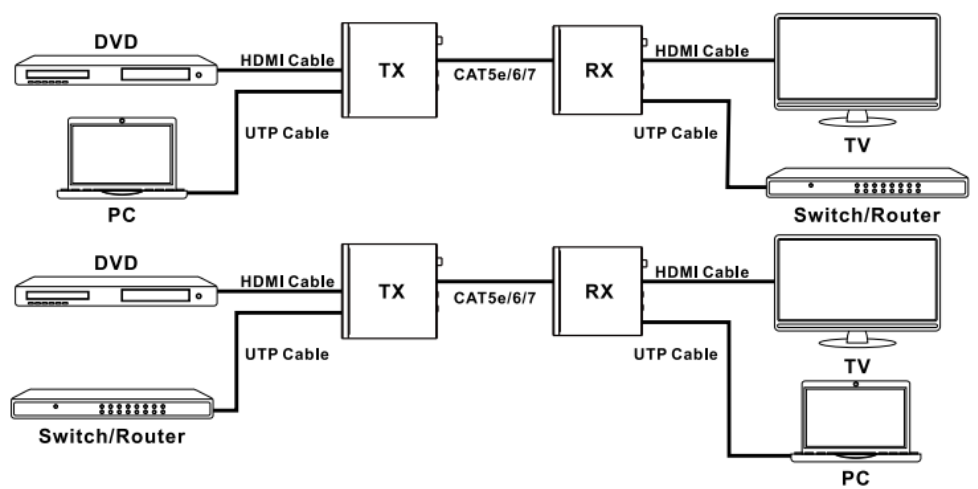 DVD
HDMI Cable
TX
CAT5e/6/7
RX
HDMI Cable
UTP Cable
UTP Cable
TV
PC
Switch/Router
DVD
HDMI Cable
TX
CAT5e/6/7
RX
HDMI Cable
UTP Cable
UTP Cable
TV
Switch/Router
PC